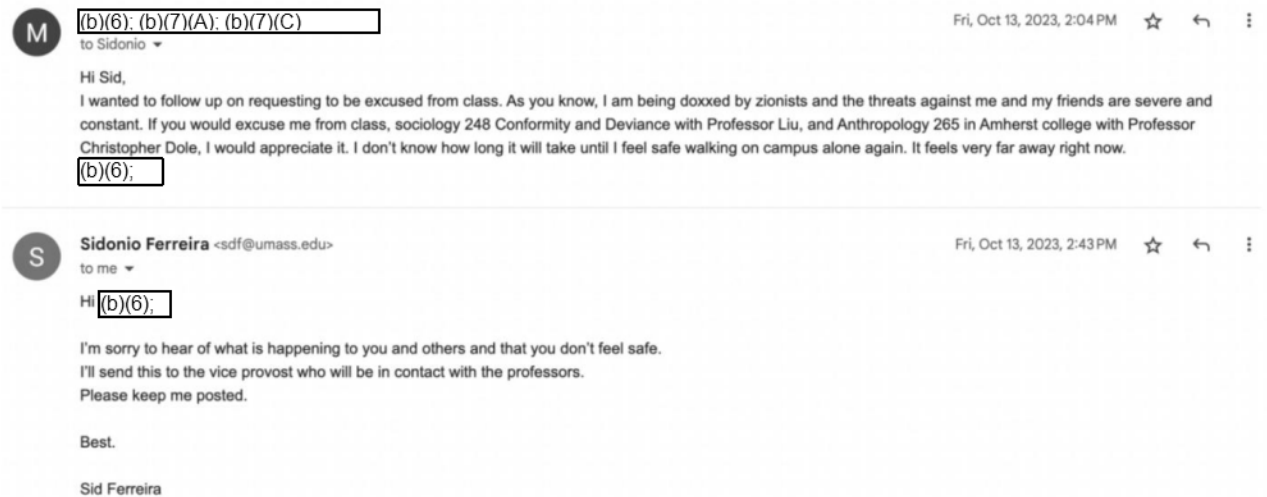 M
(b)(6); (b)(7)(A); (b)(7)(C)
Fri, Oct 13, 2023, 2:04 PM
to Sidonio
Hi Sid,
I wanted to follow up on requesting to be excused from class. As you know, I am being doxxed by zionists and the threats against me and my friends are severe and
constant. If you would excuse me from class, sociology 248 Conformity and Deviance with Professor Liu, and Anthropology 265 in Amherst college with Professor
Christopher Dole, I would appreciate it. I don't know how long it will take until I feel safe walking on campus alone again. It feels very far away right now.
(b)(6);
S
Sidonio Ferreira <sdf@umass.edu>
Fri, Oct 13, 2023, 2:43 PM
to me
Hi (b)(6);
I'm sorry to hear of what is happening to you and others and that you don't feel safe.
I'll send this to the vice provost who will be in contact with the professors.
Please keep me posted.
Best.
Sid Ferreira